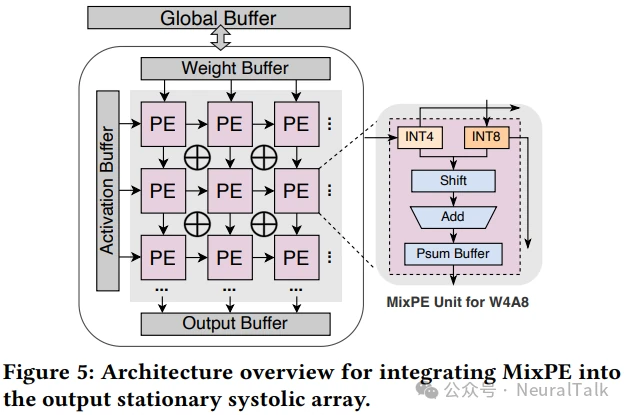 Global Buffer
Weight Buffer
Activation Buffer
PE PE PE ...
PE PE PE ...
PE PE PE ...
... ... ...
Output Buffer
INT4 INT8
Shift
Add
Psum Buffer
MixPE Unit for W4A8
Figure 5: Architecture overview for integrating MixPE into
the output stationary systolic array.
公众号 · NeuralTalk